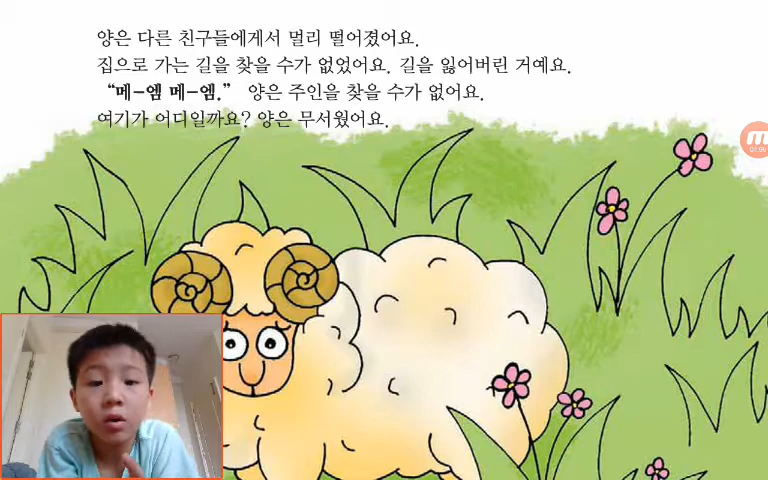 양은 다른 친구들에게서 멀리 떨어졌어요.
집으로 가는 길을 찾을 수가 없었어요. 길을 잃어버린 거예요.
“메-엠 메-엠.” 양은 주인을 찾을 수가 없어요.
여기가 어디일까요? 양은 무서웠어요.